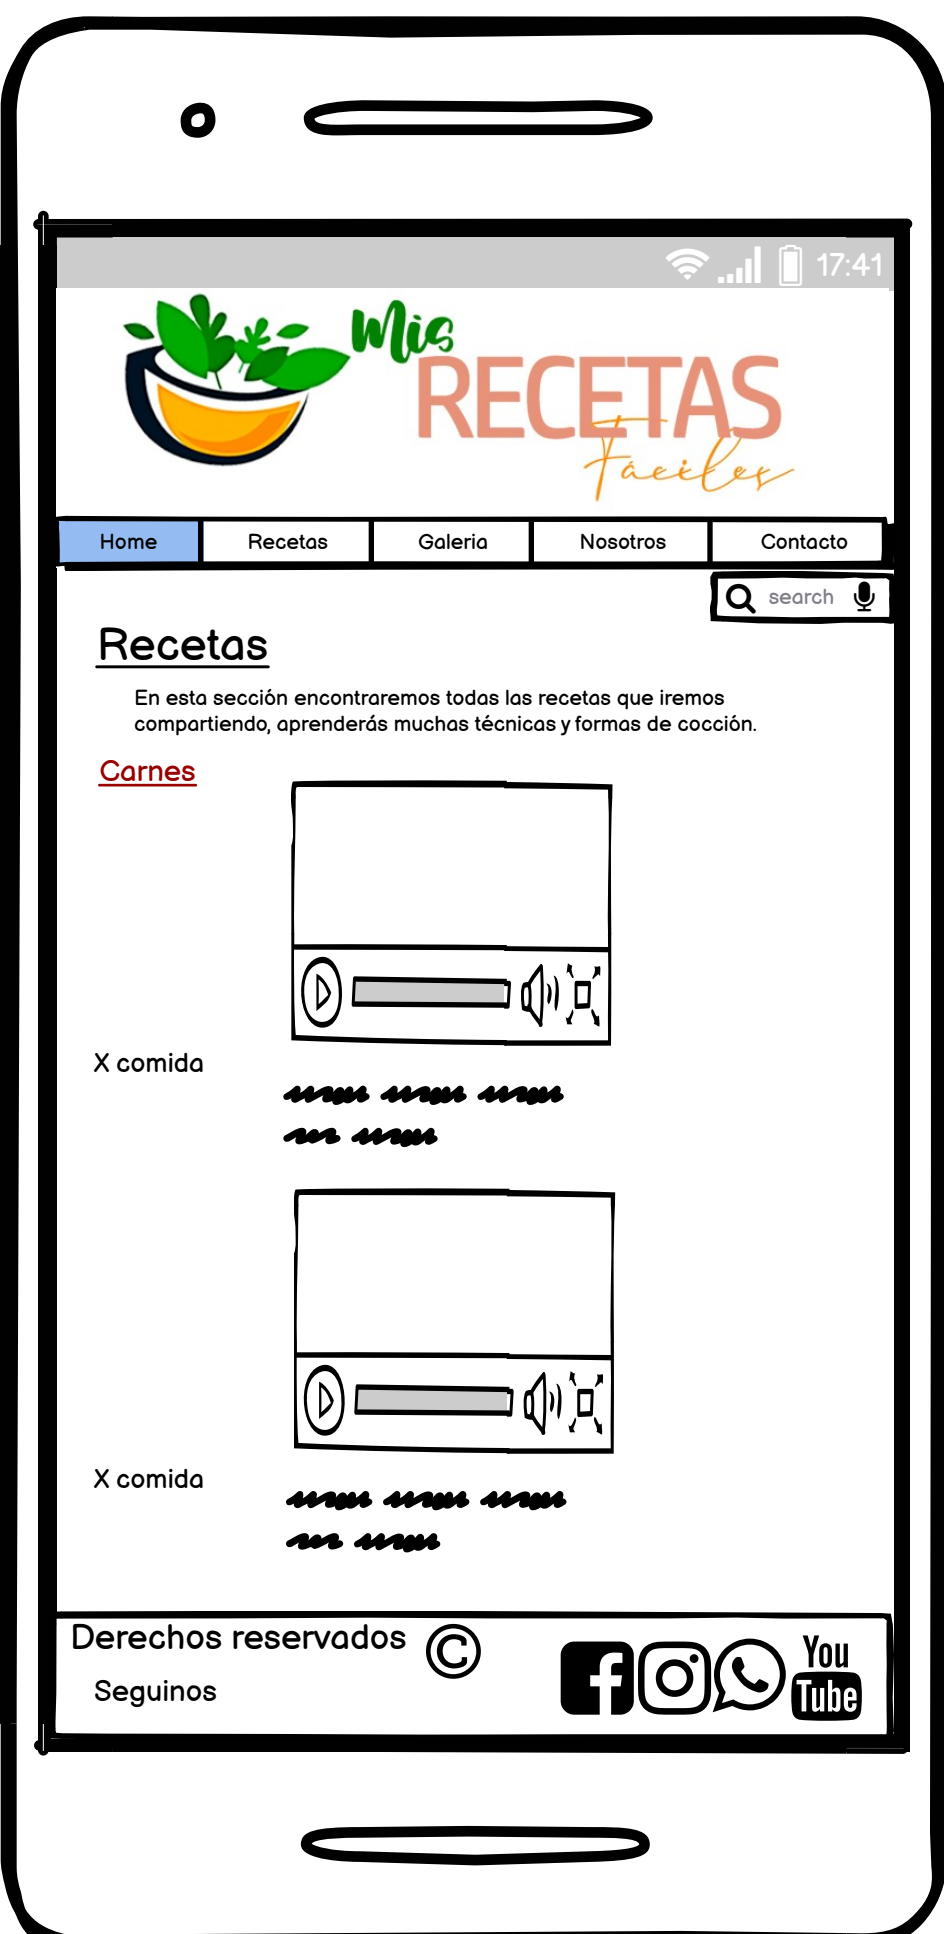 17:41
Mis
RECETAS
Fáciles
Home Recetas Galeria Nosotros Contacto
search
Recetas
En esta sección encontraremos todas las recetas que iremos
compartiendo, aprenderás muchas técnicas y formas de cocción.
Carnes
X comida
X comida
Derechos reservados ©
Seguinos
You
Tube